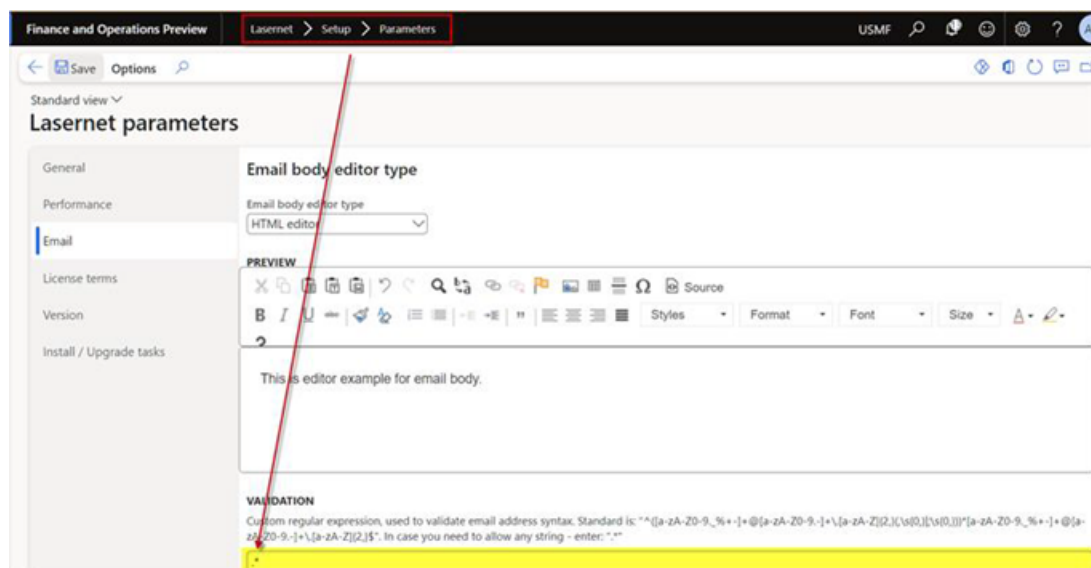 Finance and Operations Preview Lasernet > Setup > Parameters USMF ?
Save Options
Standard view
Lasernet parameters
General
Performance
Email
License terms
Version
Install / Upgrade tasks
Email body editor type
Email body editor type
HTML editor
PREVIEW
Source
B I U Styles Format Font Size A
?
This is editor example for email body.
VALIDATION
Custom regular expression, used to validate email address syntax. Standard is: "^([a-zA-Z0-9._%+-]+@[a-zA-Z0-9.-]+\.[a-zA-Z]{2,}(,\s{0,}[;\s{0,}))*[a-zA-Z0-9._%+-]+@[a-
zA-Z0-9.-]+\.[a-zA-Z]{2,}$". In case you need to allow any string - enter: ".*"
.*